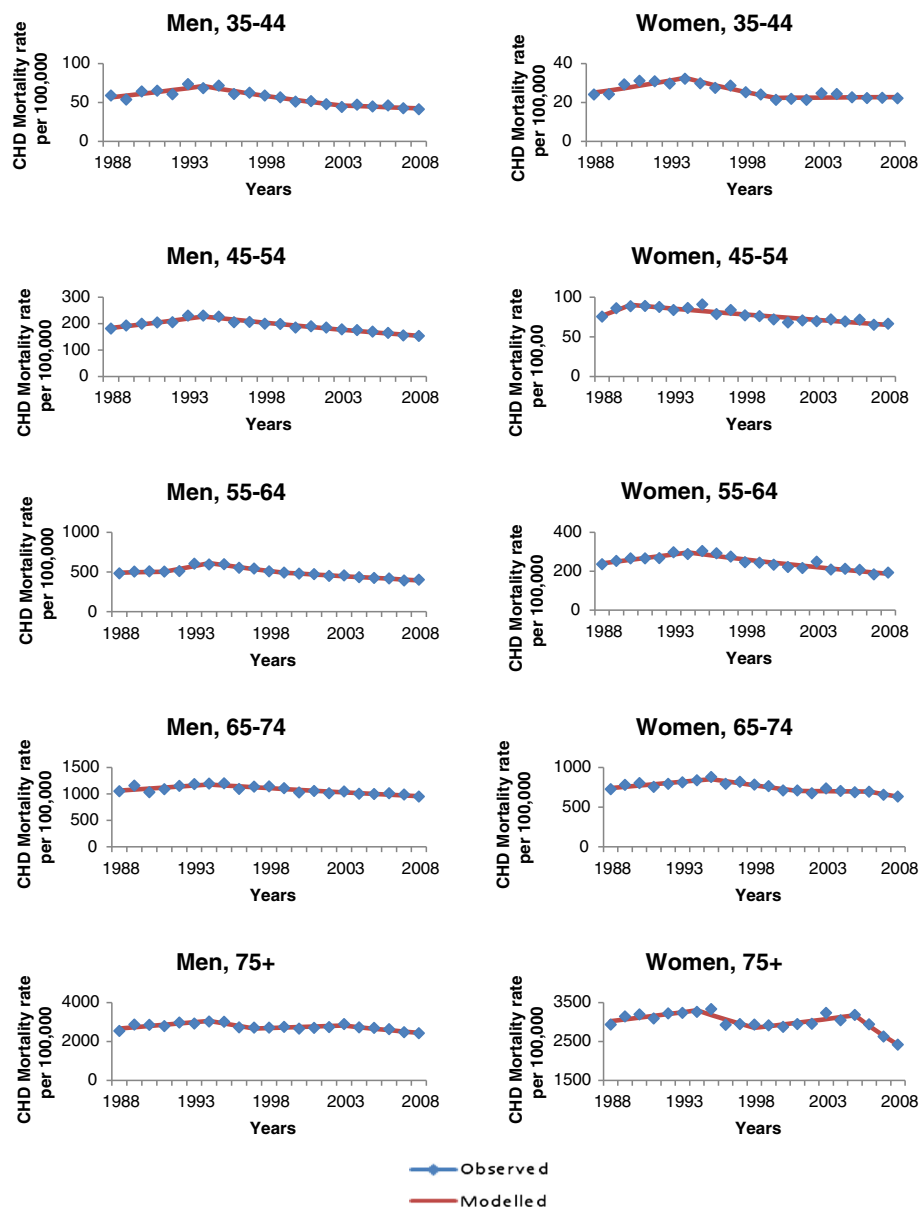 Men, 35-44
CHD Mortality rate
per 100,000
100
50
0
1988 1993 1998 2003 2008
Years
Women, 35-44
CHD Mortality rate
per 100,000
40
20
0
1988 1993 1998 2003 2008
Years
Men, 45-54
CHD Mortality rate
per 100,000
300
200
100
0
1988 1993 1998 2003 2008
Years
Women, 45-54
CHD Mortality rate
per 100,00
100
50
0
1988 1993 1998 2003 2008
Years
Men, 55-64
CHD Mortality rate
per 100,000
1000
500
0
1988 1993 1998 2003 2008
Years
Women, 55-64
CHD Mortality rate
per 100,000
400
200
0
1988 1993 1998 2003 2008
Years
Men, 65-74
CHD Mortality rate
per 100,000
1500
1000
500
0
1988 1993 1998 2003 2008
Years
Women, 65-74
CHD Mortality rate
per 100,000
1000
500
0
1988 1993 1998 2003 2008
Years
Men, 75+
CHD Mortality rate
per 100,000
4000
2000
0
1988 1993 1998 2003 2008
Years
Women, 75+
CHD Mortality rate
per 100,000
3500
2500
1500
1988 1993 1998 2003 2008
Years
Observed
Modelled